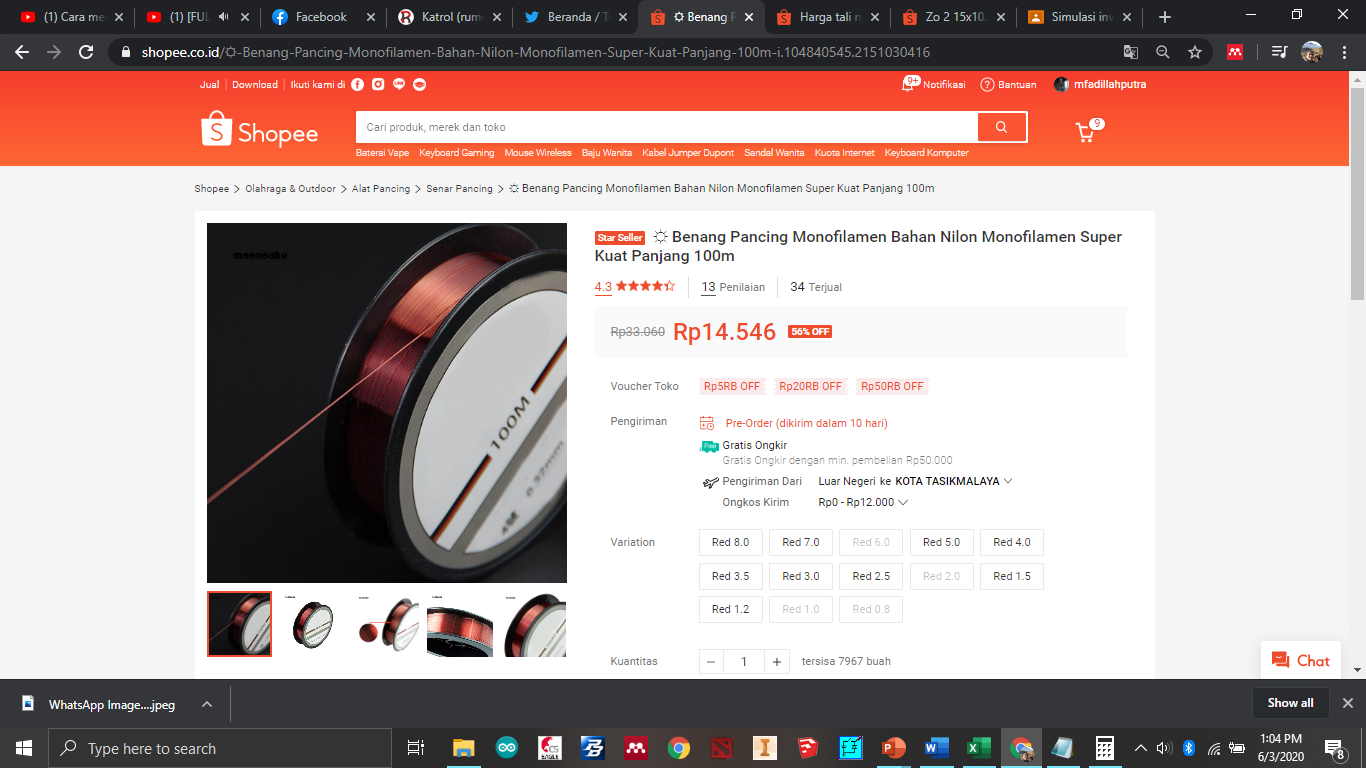 (1) Cara me
(1) [FUL
Facebook
Katrol (rum
Beranda / T
☼ Benang P
Harga tali m
Zo 2 15x10.
Simulasi inv
shopee.co.id/☼-Benang-Pancing-Monofilamen-Bahan-Nilon-Monofilamen-Super-Kuat-Panjang-100m-i.104840545.2151030416
Jual Download Ikuti kami di
9+ Notifikasi Bantuan mfadillahputra
Shopee
Cari produk, merek dan toko
9
Baterai Vape Keyboard Gaming Mouse Wireless Baju Wanita Kabel Jumper Dupont Sandal Wanita Kuota Internet Keyboard Komputer
Shopee > Olahraga & Outdoor > Alat Pancing > Senar Pancing > ☼ Benang Pancing Monofilamen Bahan Nilon Monofilamen Super Kuat Panjang 100m
mooncake
100M
0.32mm
Star Seller ☼ Benang Pancing Monofilamen Bahan Nilon Monofilamen Super
Kuat Panjang 100m
4.3 13 Penilaian 34 Terjual
Rp33.060 Rp14.546 56% OFF
Voucher Toko Rp5RB OFF Rp20RB OFF Rp50RB OFF
Pengiriman Pre-Order (dikirim dalam 10 hari)
Free Gratis Ongkir
Gratis Ongkir dengan min. pembelian Rp50.000
Pengiriman Dari Luar Negeri ke KOTA TASIKMALAYA
Ongkos Kirim Rp0 - Rp12.000
Variation Red 8.0 Red 7.0 Red 6.0 Red 5.0 Red 4.0
Red 3.5 Red 3.0 Red 2.5 Red 2.0 Red 1.5
Red 1.2 Red 1.0 Red 0.8
Kuantitas − 1 + tersisa 7967 buah
Chat
WhatsApp Image....jpeg
Show all
Type here to search
1:04 PM
6/3/2020
8